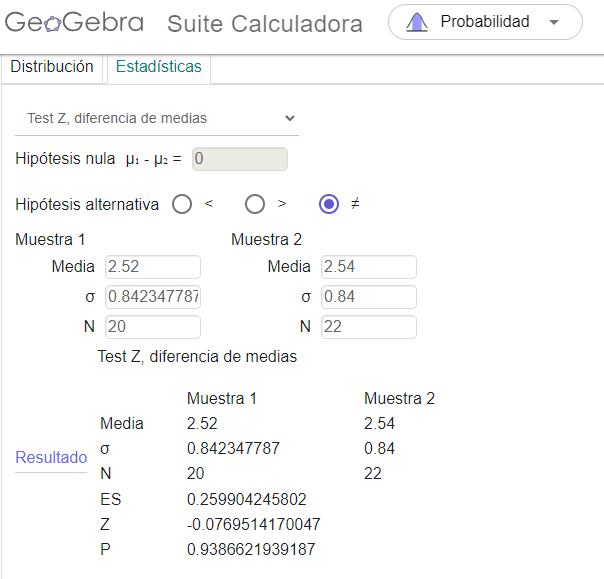 GeoGebra Suite Calculadora Probabilidad
Distribución Estadísticas
Test Z, diferencia de medias
Hipótesis nula μ₁ - μ₂ = 0
Hipótesis alternativa < > ≠
Muestra 1 Muestra 2
Media 2.52 Media 2.54
σ 0.842347787 σ 0.84
N 20 N 22
Test Z, diferencia de medias
Muestra 1 Muestra 2
Media 2.52 2.54
σ 0.842347787 0.84
Resultado
N 20 22
ES 0.259904245802
Z -0.0769514170047
P 0.9386621939187